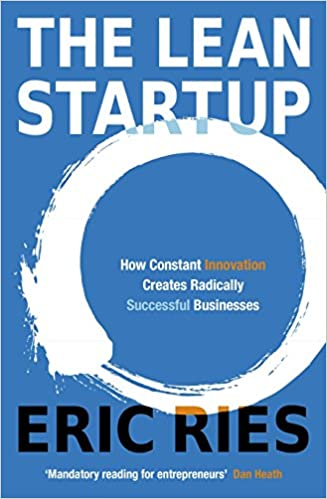 THE LEAN
STARTUP
How Constant Innovation
Creates Radically
Successful Businesses
ERIC RIES
‘Mandatory reading for entrepreneurs’ Dan Heath